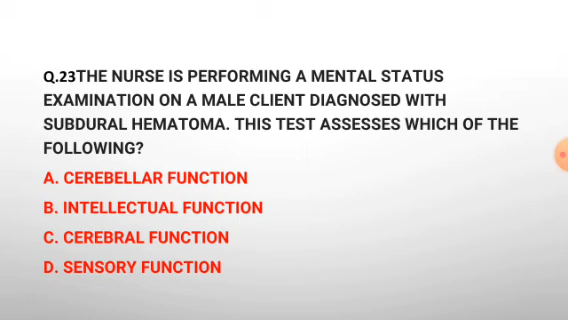 Q.23THE NURSE IS PERFORMING A MENTAL STATUS
EXAMINATION ON A MALE CLIENT DIAGNOSED WITH
SUBDURAL HEMATOMA. THIS TEST ASSESSES WHICH OF THE
FOLLOWING?
A. CEREBELLAR FUNCTION
B. INTELLECTUAL FUNCTION
C. CEREBRAL FUNCTION
D. SENSORY FUNCTION